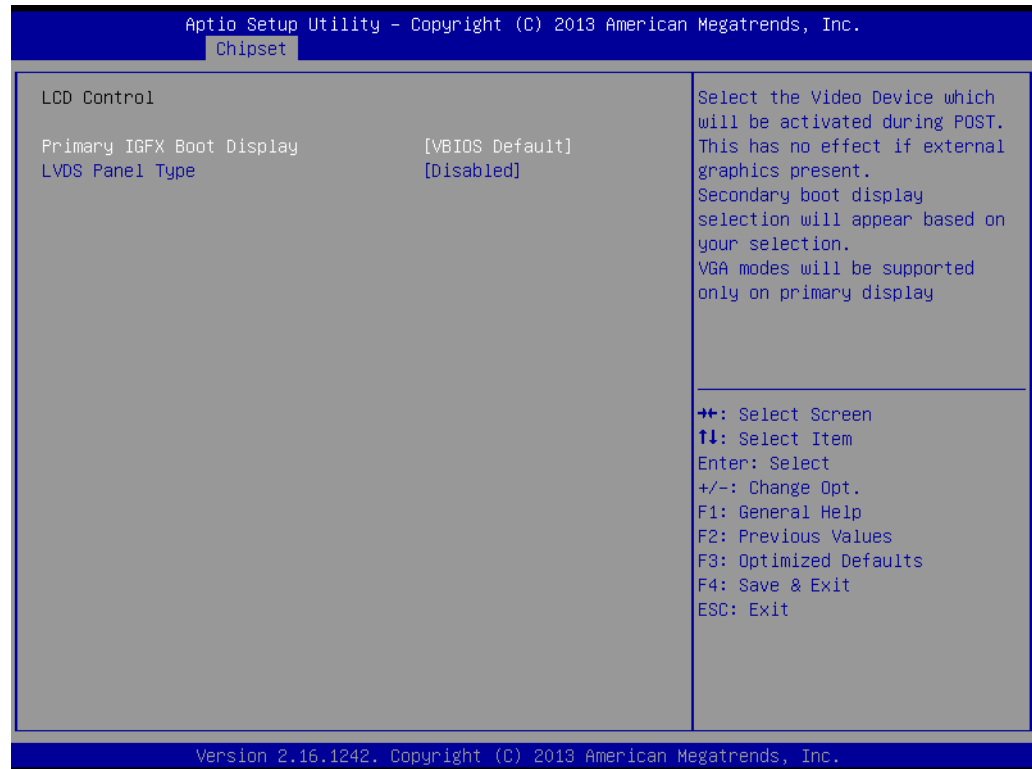 Aptio Setup Utility – Copyright (C) 2013 American Megatrends, Inc.
Chipset
LCD Control
Primary IGFX Boot Display [VBIOS Default]
LVDS Panel Type [Disabled]
Select the Video Device which
will be activated during POST.
This has no effect if external
graphics present.
Secondary boot display
selection will appear based on
your selection.
VGA modes will be supported
only on primary display
→←: Select Screen
↑↓: Select Item
Enter: Select
+/-: Change Opt.
F1: General Help
F2: Previous Values
F3: Optimized Defaults
F4: Save & Exit
ESC: Exit
Version 2.16.1242. Copyright (C) 2013 American Megatrends, Inc.